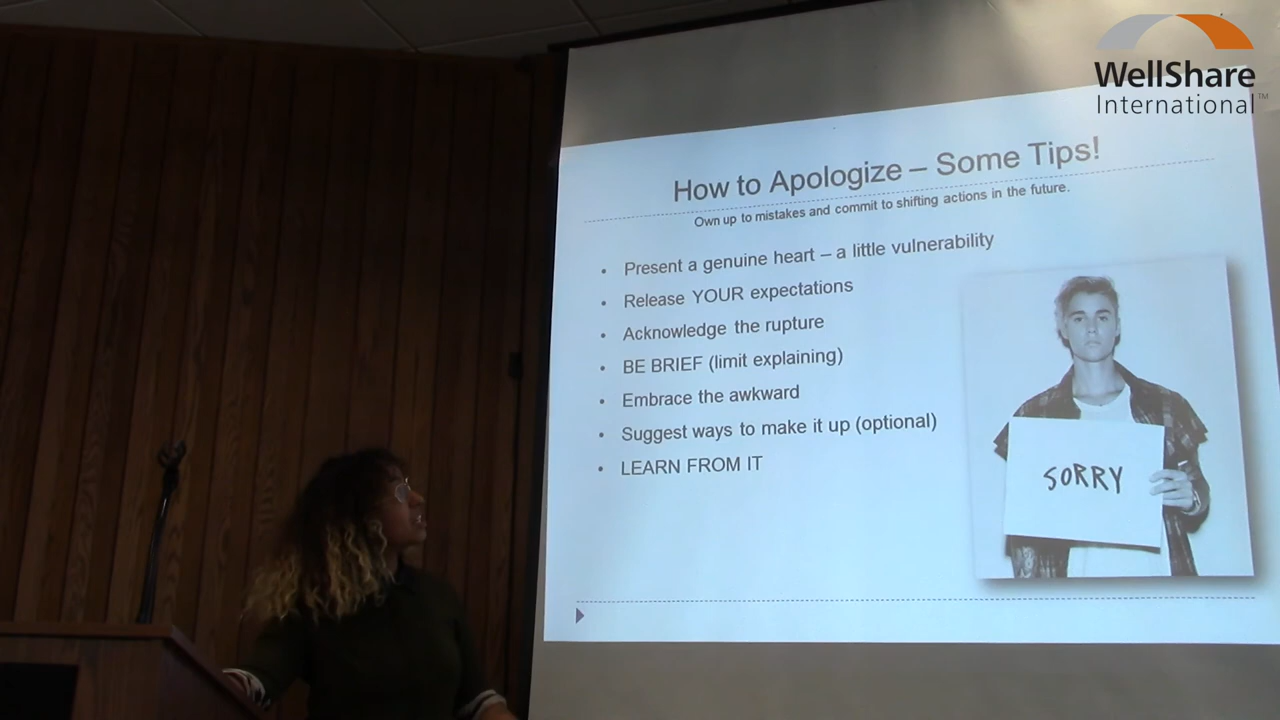 WellShare
International™
How to Apologize – Some Tips!
Own up to mistakes and commit to shifting actions in the future.
• Present a genuine heart – a little vulnerability
• Release YOUR expectations
• Acknowledge the rupture
• BE BRIEF (limit explaining)
• Embrace the awkward
• Suggest ways to make it up (optional)
• LEARN FROM IT
SORRY